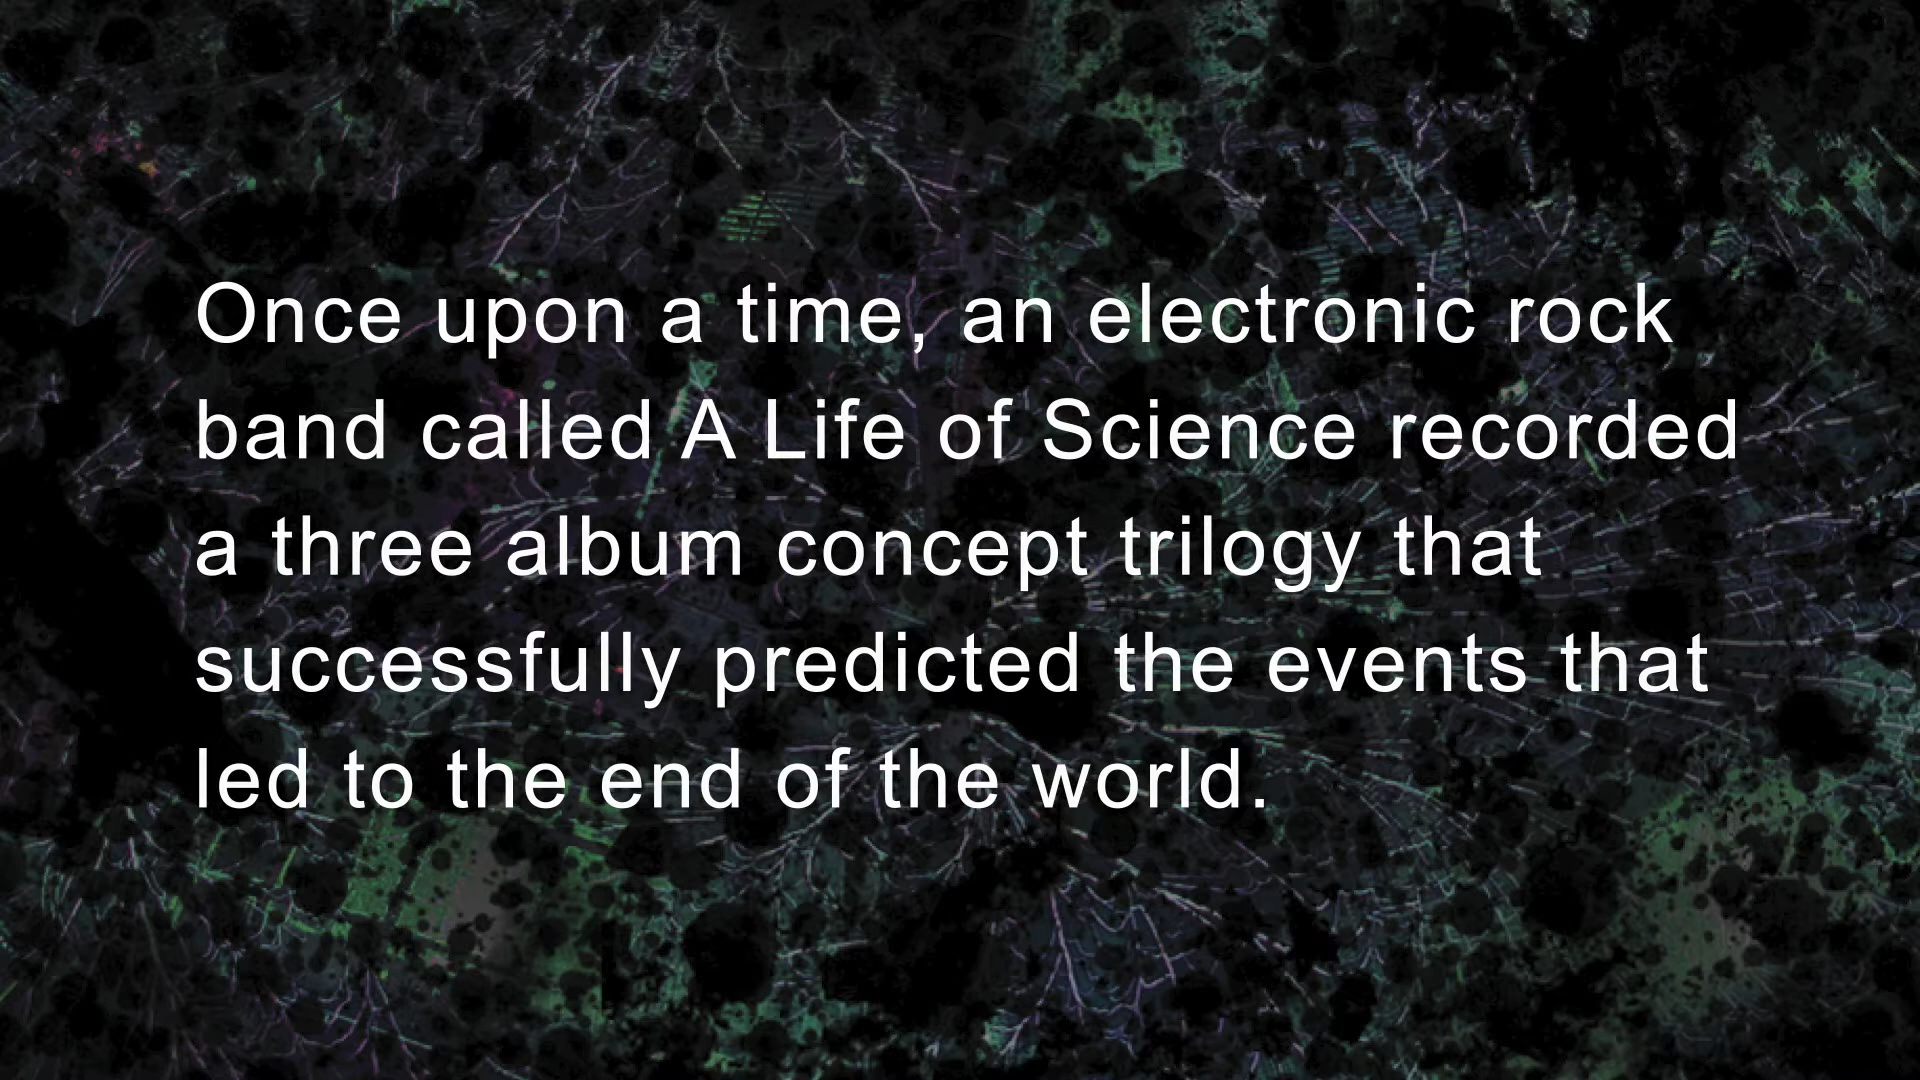 Once upon a time, an electronic rock
band called A Life of Science recorded
a three album concept trilogy that
successfully predicted the events that
led to the end of the world.